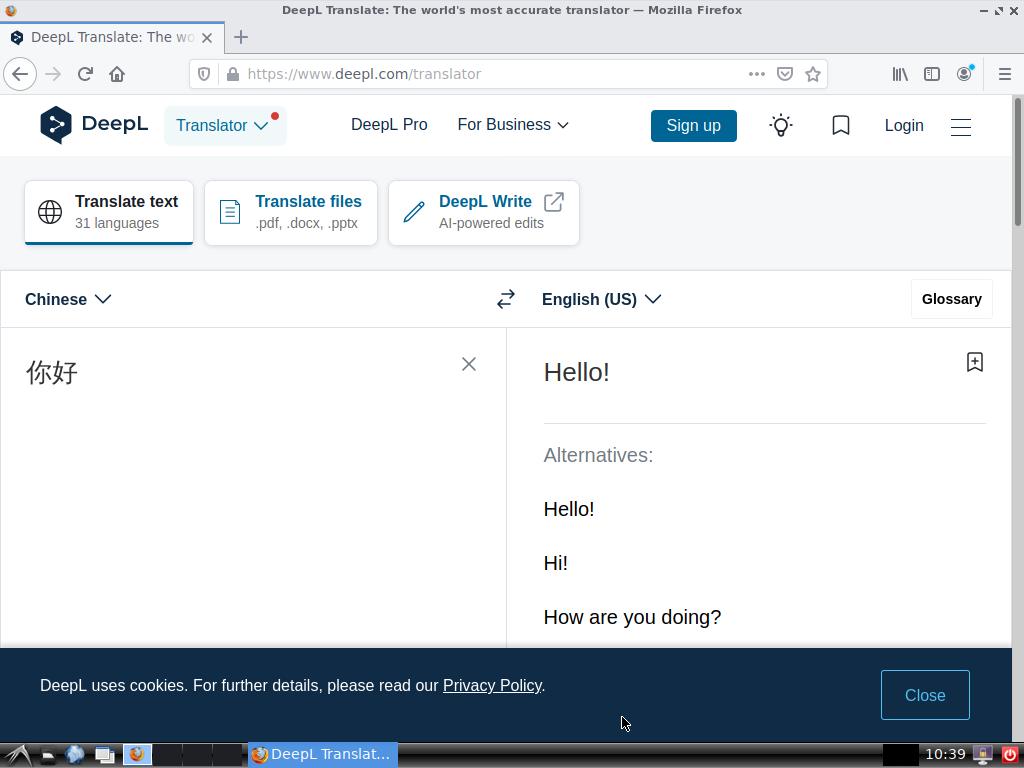 DeepL Translate: The world's most accurate translator — Mozilla Firefox
DeepL Translate: The wo
https://www.deepl.com/translator
DeepL
Translator
DeepL Pro
For Business
Sign up
Login
Translate text
31 languages
Translate files
.pdf, .docx, .pptx
DeepL Write
AI-powered edits
Chinese
English (US)
Glossary
你好
Hello!
Alternatives:
Hello!
Hi!
How are you doing?
DeepL uses cookies. For further details, please read our Privacy Policy.
Close
DeepL Translat...
10:39